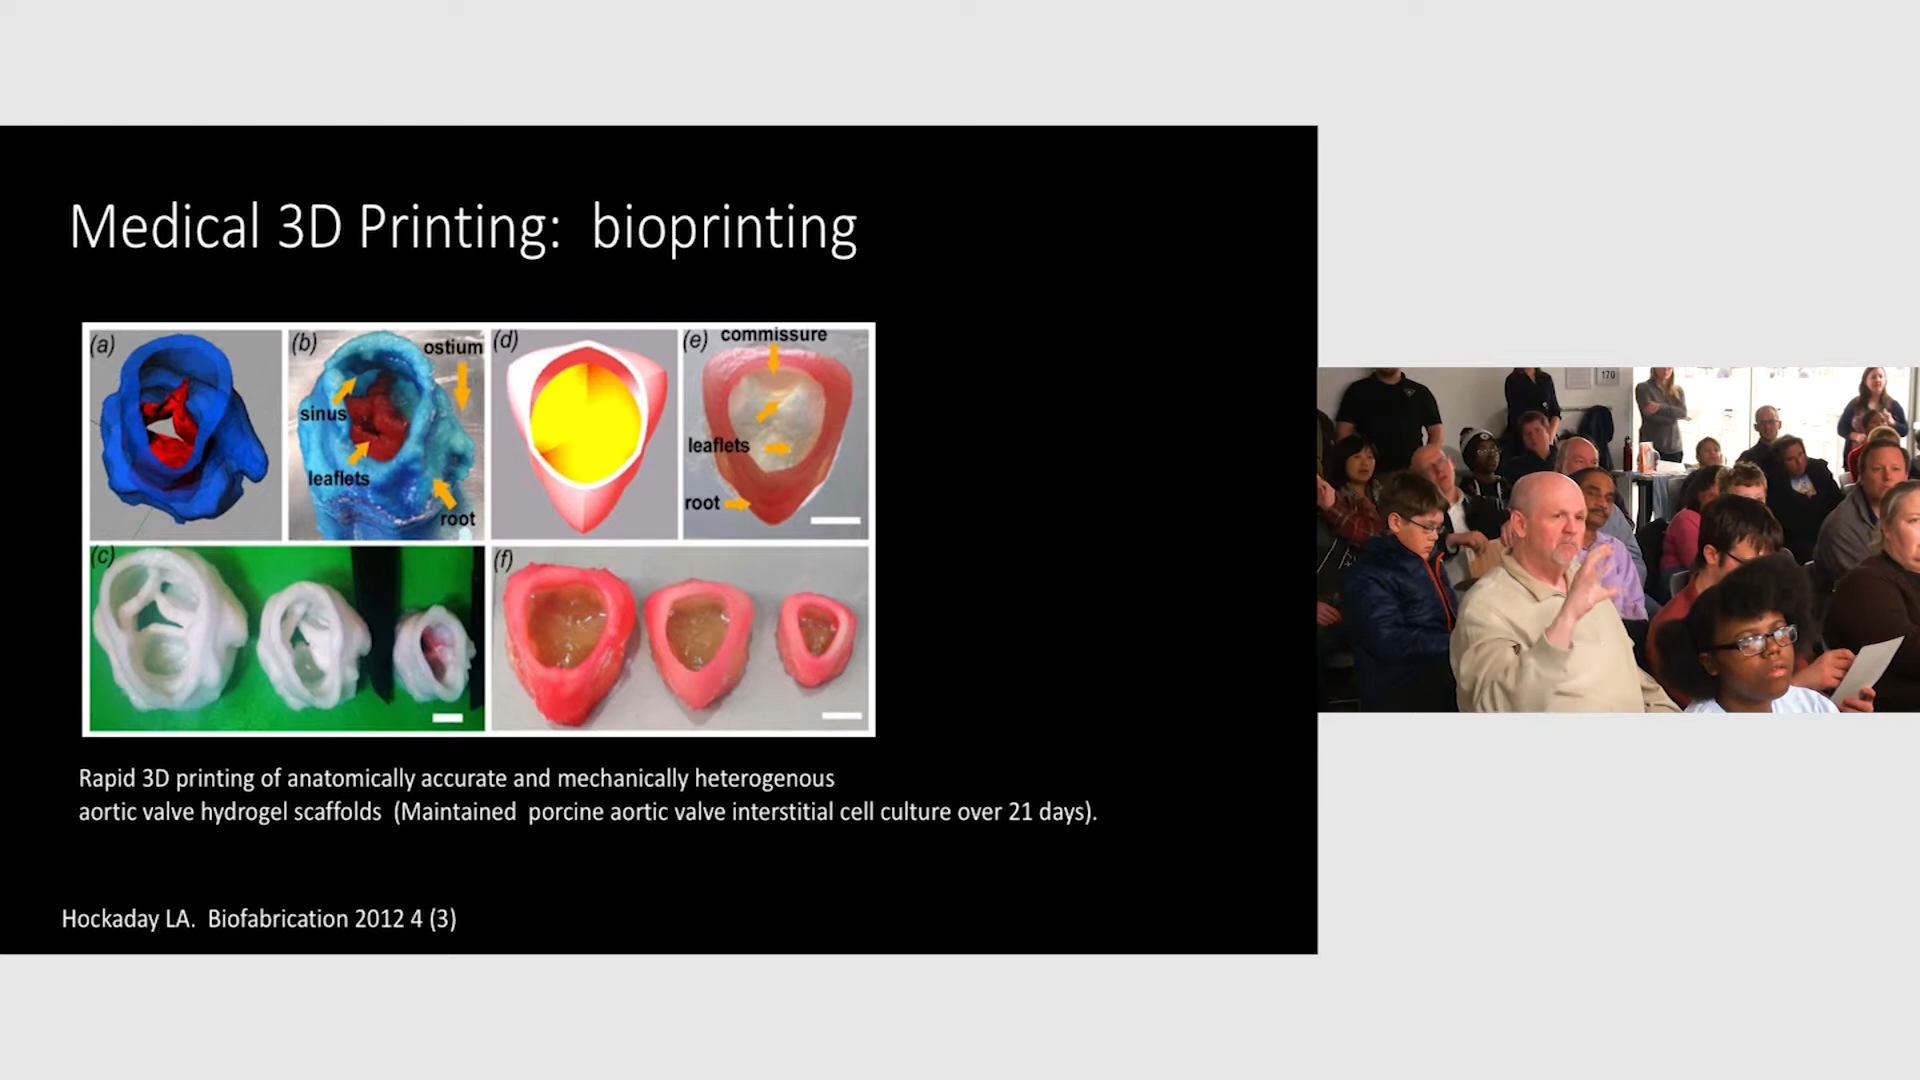 Medical 3D Printing:  bioprinting
(a)
(b)
ostium
sinus
leaflets
root
(d)
(e)
commissure
leaflets
root
(c)
(f)
170
Rapid 3D printing of anatomically accurate and mechanically heterogenous
aortic valve hydrogel scaffolds  (Maintained  porcine aortic valve interstitial cell culture over 21 days).
Hockaday LA.  Biofabrication 2012 4 (3)